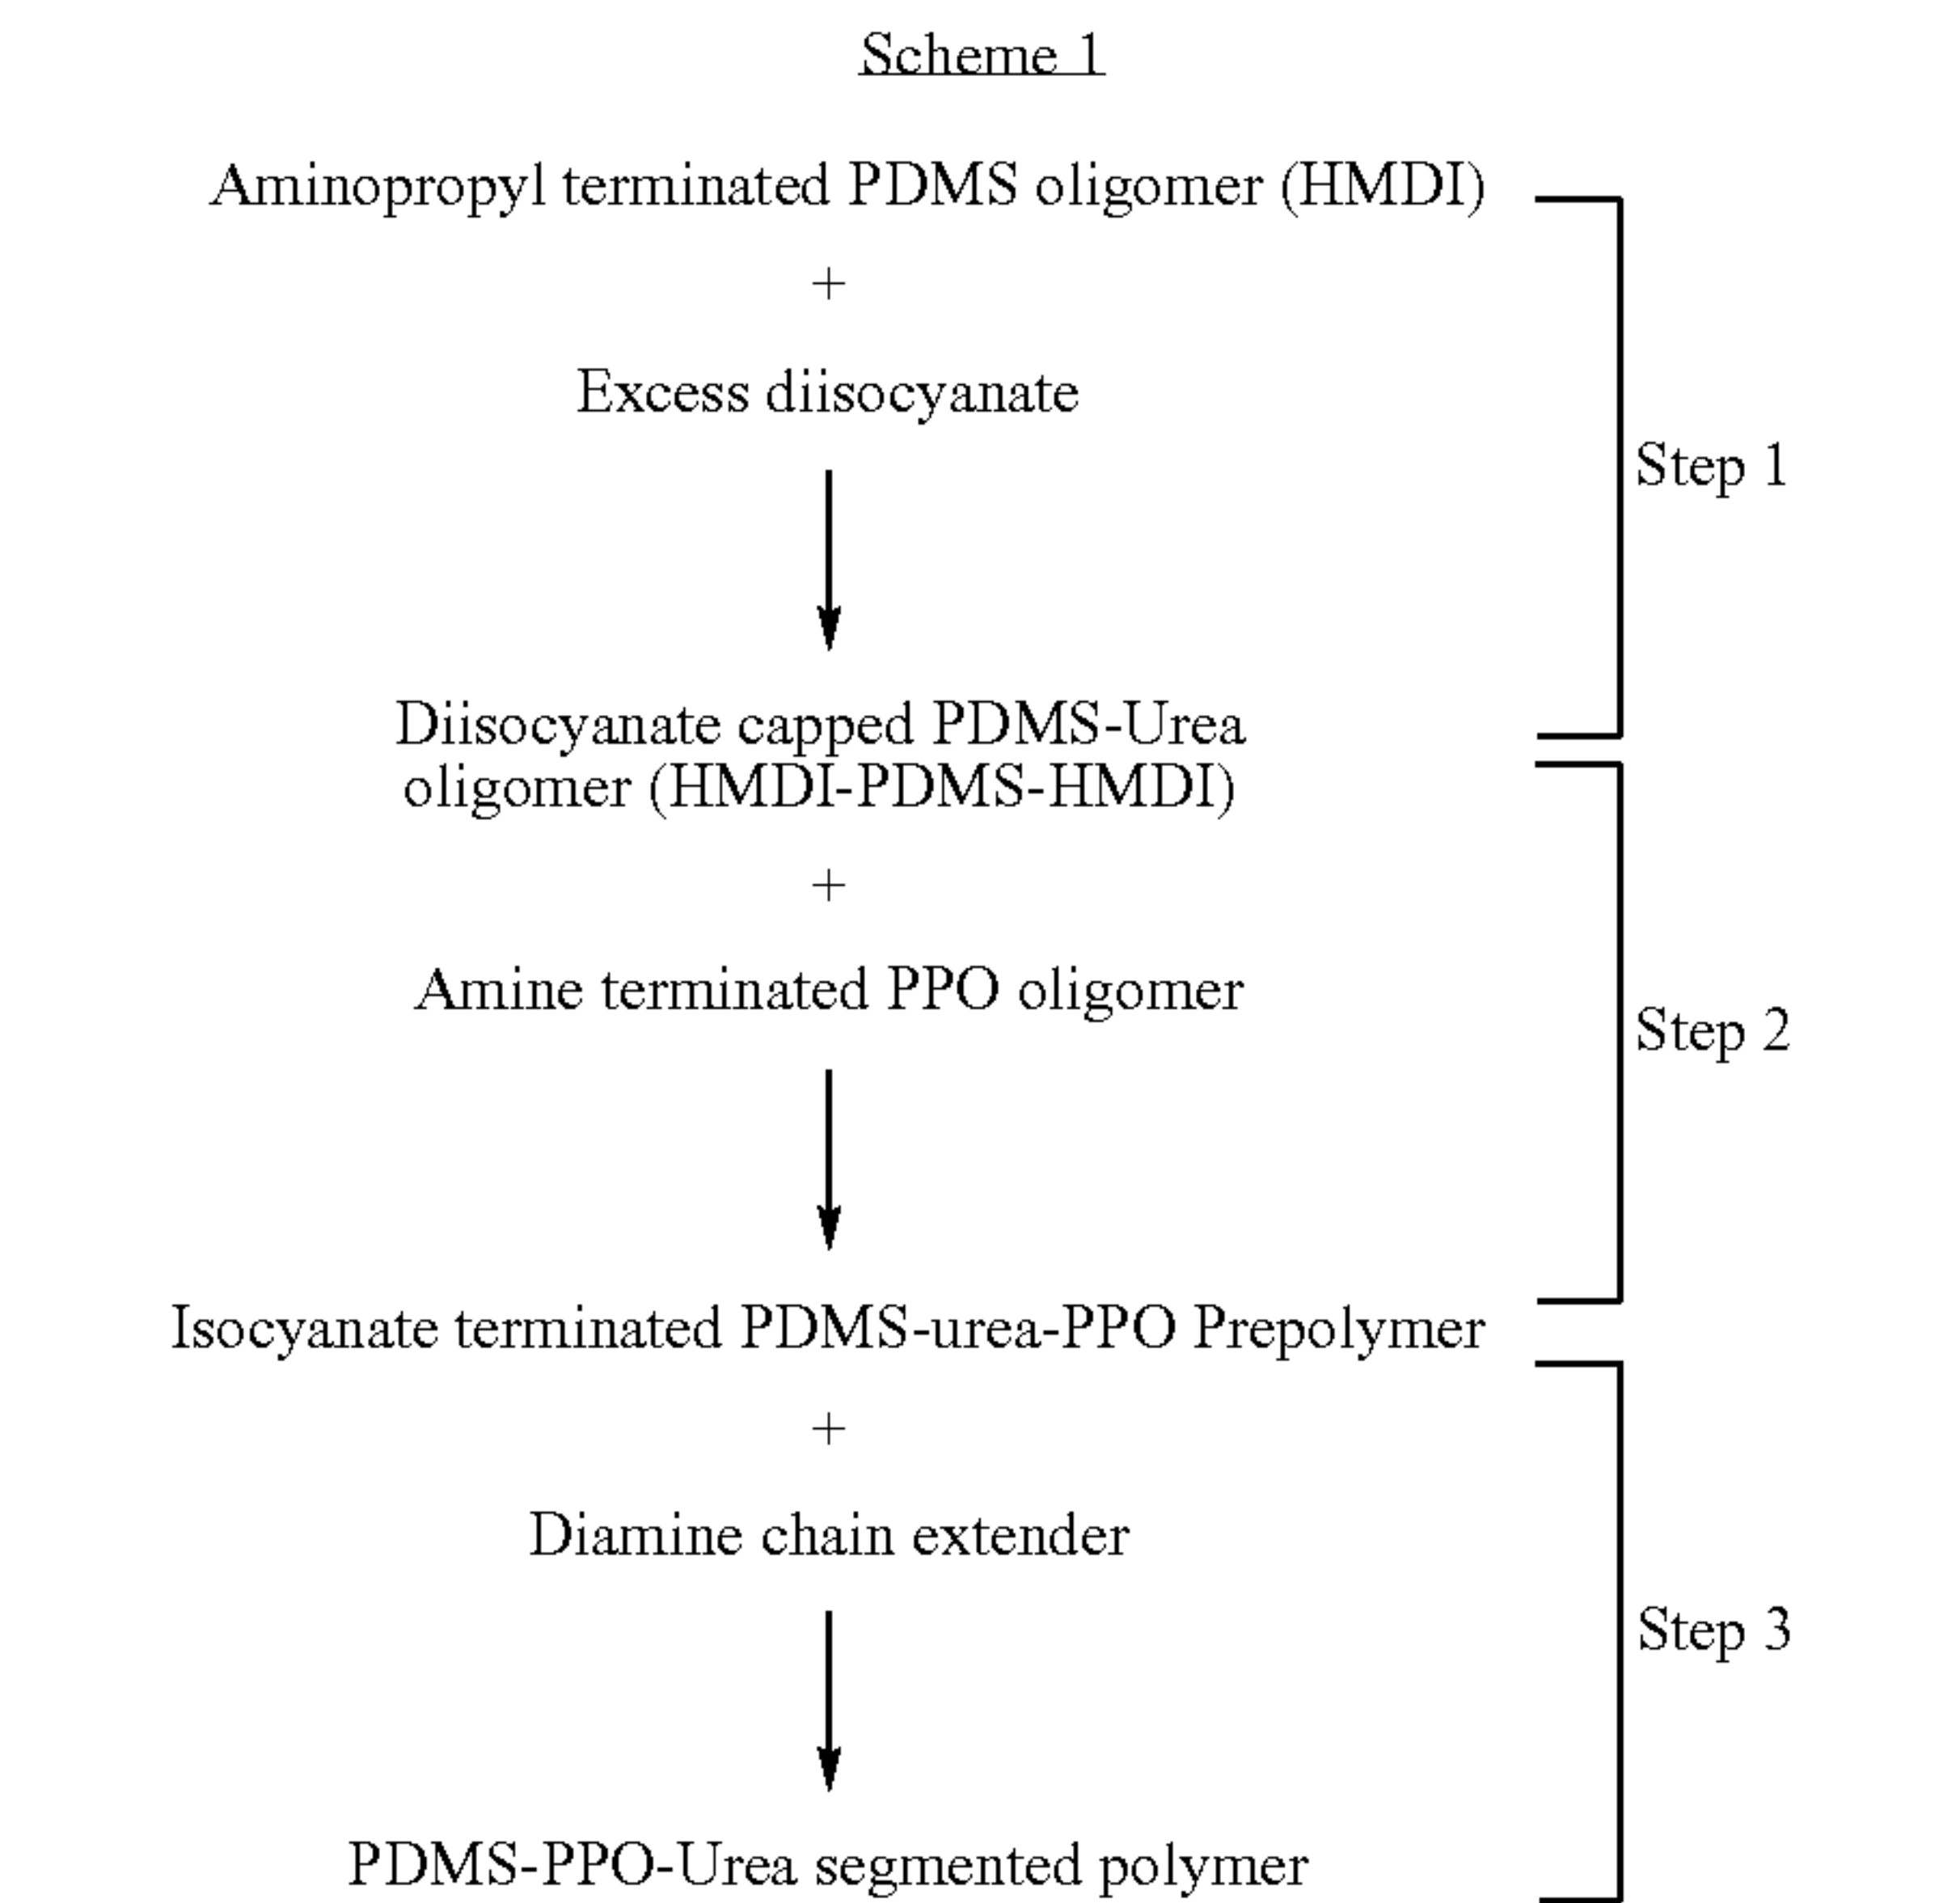 Scheme 1
Aminopropyl terminated PDMS oligomer (HMDI)
+
Excess diisocyanate
Step 1
Diisocyanate capped PDMS-Urea
oligomer (HMDI-PDMS-HMDI)
+
Amine terminated PPO oligomer
Step 2
Isocyanate terminated PDMS-urea-PPO Prepolymer
+
Diamine chain extender
Step 3
PDMS-PPO-Urea segmented polymer